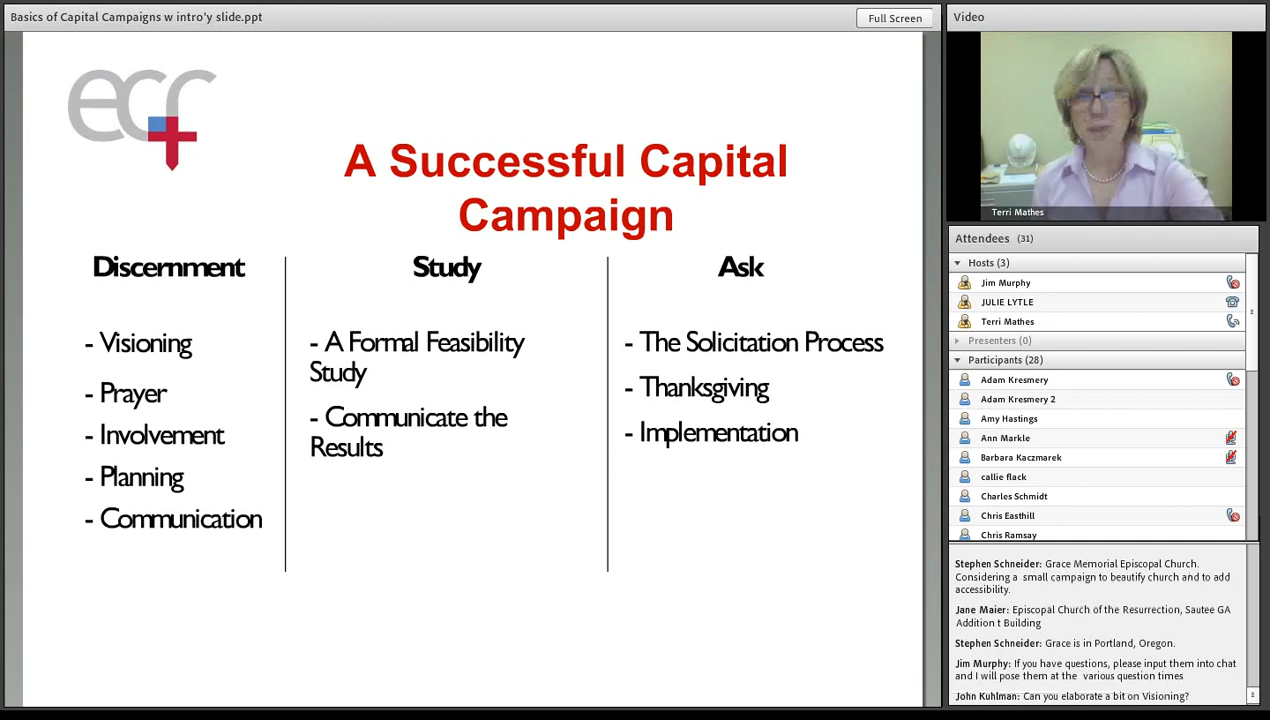 Basics of Capital Campaigns w intro'y slide.ppt
Full Screen
ecf
A Successful Capital
Campaign
Discernment
- Visioning
- Prayer
- Involvement
- Planning
- Communication
Study
- A Formal Feasibility
Study
- Communicate the
Results
Ask
- The Solicitation Process
- Thanksgiving
- Implementation
Video
Terri Mathes
Attendees (31)
Hosts (3)
Jim Murphy
JULIE LYTLE
Terri Mathes
Presenters (0)
Participants (28)
Adam Kresmery
Adam Kresmery 2
Amy Hastings
Ann Markle
Barbara Kaczmarek
callie flack
Charles Schmidt
Chris Easthill
Chris Ramsay
Stephen Schneider: Grace Memorial Episcopal Church.
Considering a small campaign to beautify church and to add
accessibility.
Jane Maier: Episcopal Church of the Resurrection, Sautee GA
Addition t Building
Stephen Schneider: Grace is in Portland, Oregon.
Jim Murphy: If you have questions, please input them into chat
and I will pose them at the various question times
John Kuhlman: Can you elaborate a bit on Visioning?